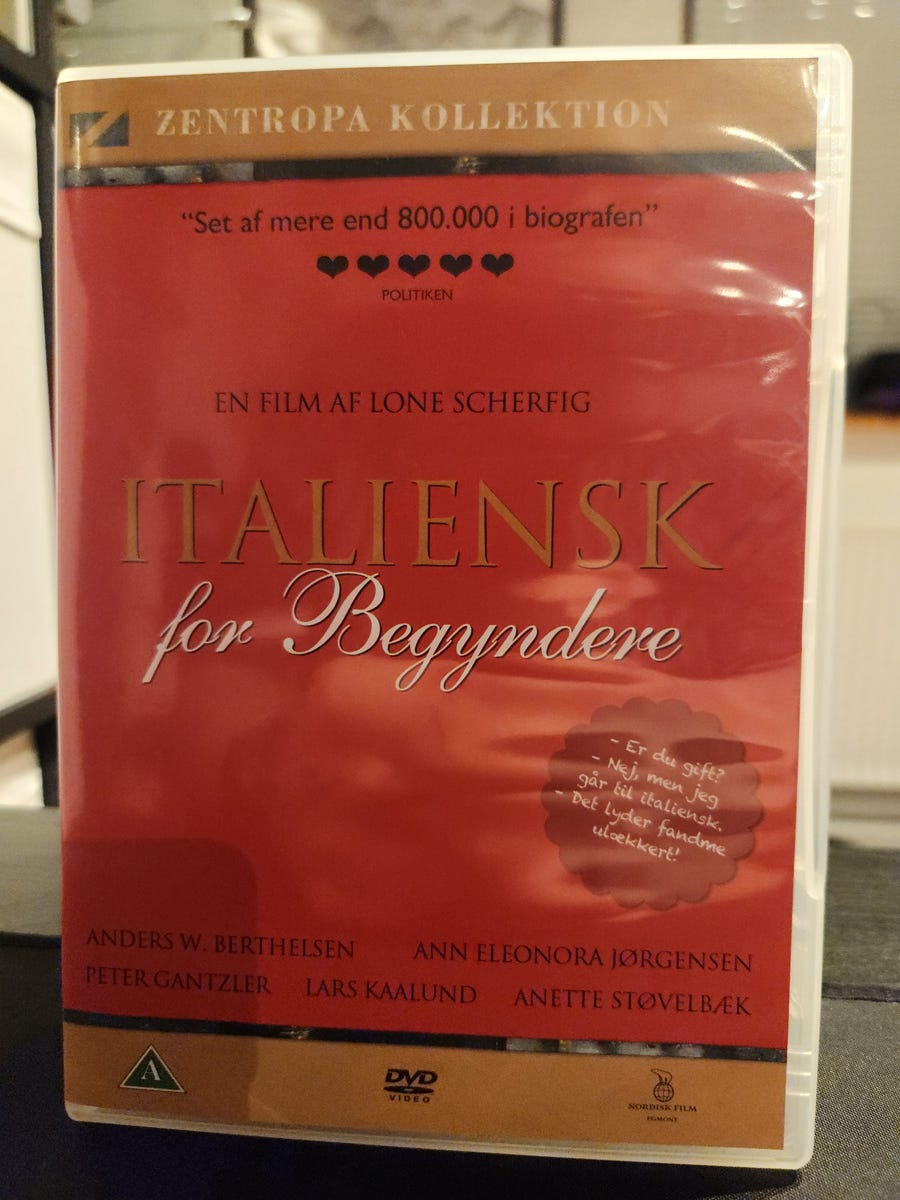 ZENTROPA KOLLEKTION
“Set af mere end 800.000 i biografen”
POLITIKEN
EN FILM AF LONE SCHERFIG
ITALIENSK
for Begyndere
- Er du gift?
- Nej, men jeg
går til italiensk.
- Det lyder fandme
ulækkert!
ANDERS W. BERTHELSEN ANN ELEONORA JØRGENSEN
PETER GANTZLER LARS KAALUND ANETTE STØVELBÆK
A
DVD
VIDEO
NORDISK FILM
EGMONT